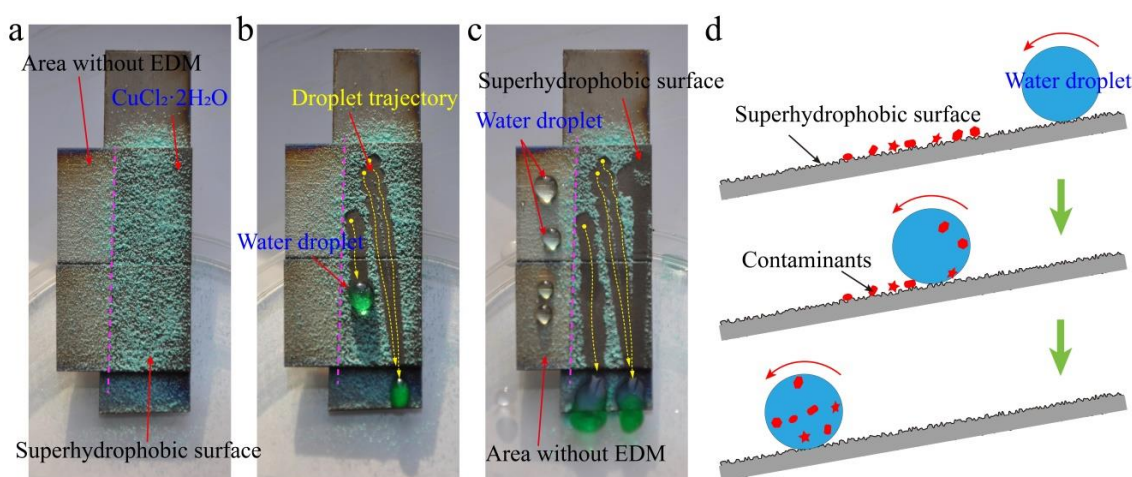 a
Area without EDM
CuCl₂·2H₂O
Superhydrophobic surface
b
Droplet trajectory
Water droplet
c
Superhydrophobic surface
Water droplet
Area without EDM
d
Water droplet
Superhydrophobic surface
Contaminants